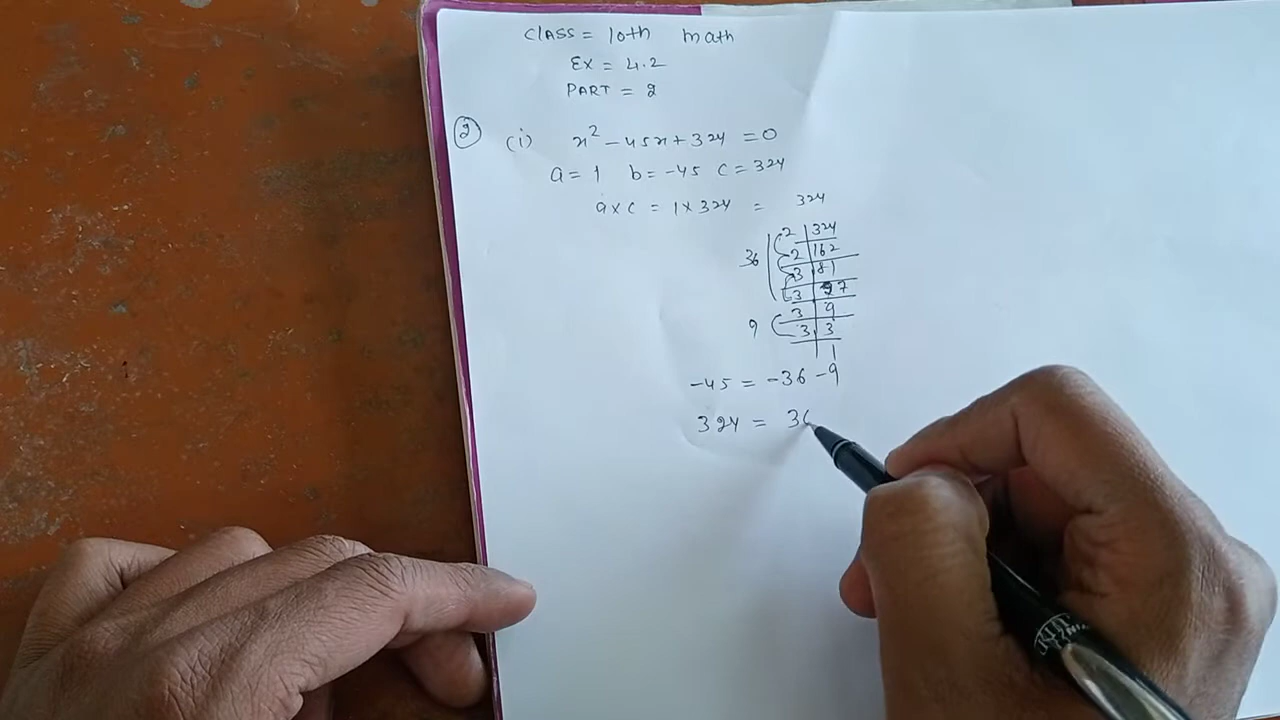 CLASS = 10th math
EX = 4.2
PART = 2
② (i) x² - 45x + 324 = 0
a = 1 b = -45 c = 324
a x c = 1 x 324 = 324
2 | 324
36 2 | 162
3 | 81
3 | 27
3 | 9
9 3 | 3
| 1
-45 = -36 - 9
324 = 36